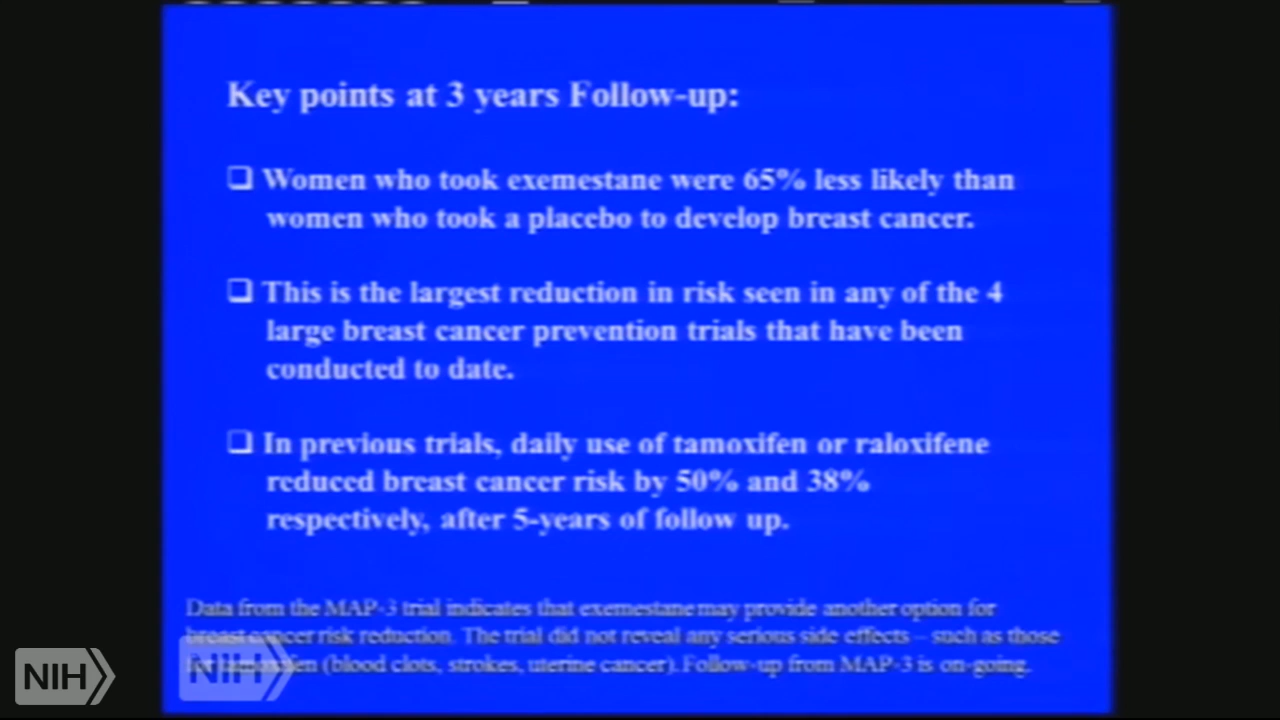 Key points at 3 years Follow-up:
❑ Women who took exemestane were 65% less likely than
women who took a placebo to develop breast cancer.
❑ This is the largest reduction in risk seen in any of the 4
large breast cancer prevention trials that have been
conducted to date.
❑ In previous trials, daily use of tamoxifen or raloxifene
reduced breast cancer risk by 50% and 38%
respectively, after 5-years of follow up.
Data from the MAP-3 trial indicates that exemestane may provide another option for
breast cancer risk reduction. The trial did not reveal any serious side effects – such as those
for tamoxifen (blood clots, strokes, uterine cancer). Follow-up from MAP-3 is on-going.
NIH
NIH